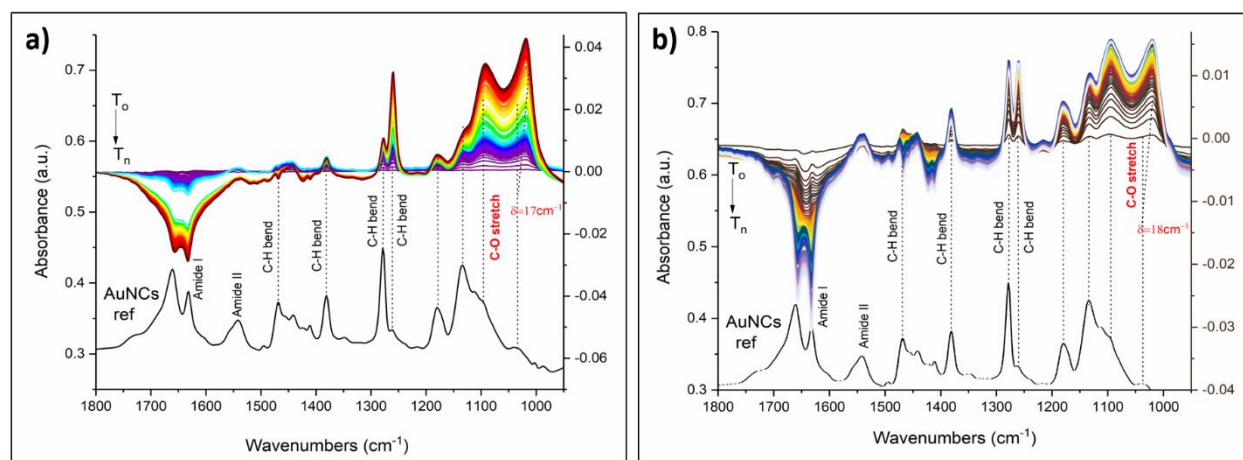 a)
0.7
0.6
0.5
0.4
0.3
0.04
0.02
0.00
-0.02
-0.04
-0.06
Absorbance (a.u.)
To
Tn
AuNCs
ref
Amide I
Amide II
C-H bend
C-H bend
C-H bend
C-H bend
C-O stretch
δ=17cm⁻¹
1800 1700 1600 1500 1400 1300 1200 1100 1000
Wavenumbers (cm⁻¹)
b)
0.8
0.7
0.6
0.5
0.4
0.3
0.01
0.00
-0.01
-0.02
-0.03
-0.04
Absorbance (a.u.)
To
Tn
AuNCs
ref
Amide I
Amide II
C-H bend
C-H bend
C-H bend
C-H bend
C-O stretch
δ=18cm⁻¹
1800 1700 1600 1500 1400 1300 1200 1100 1000
Wavenumbers (cm⁻¹)